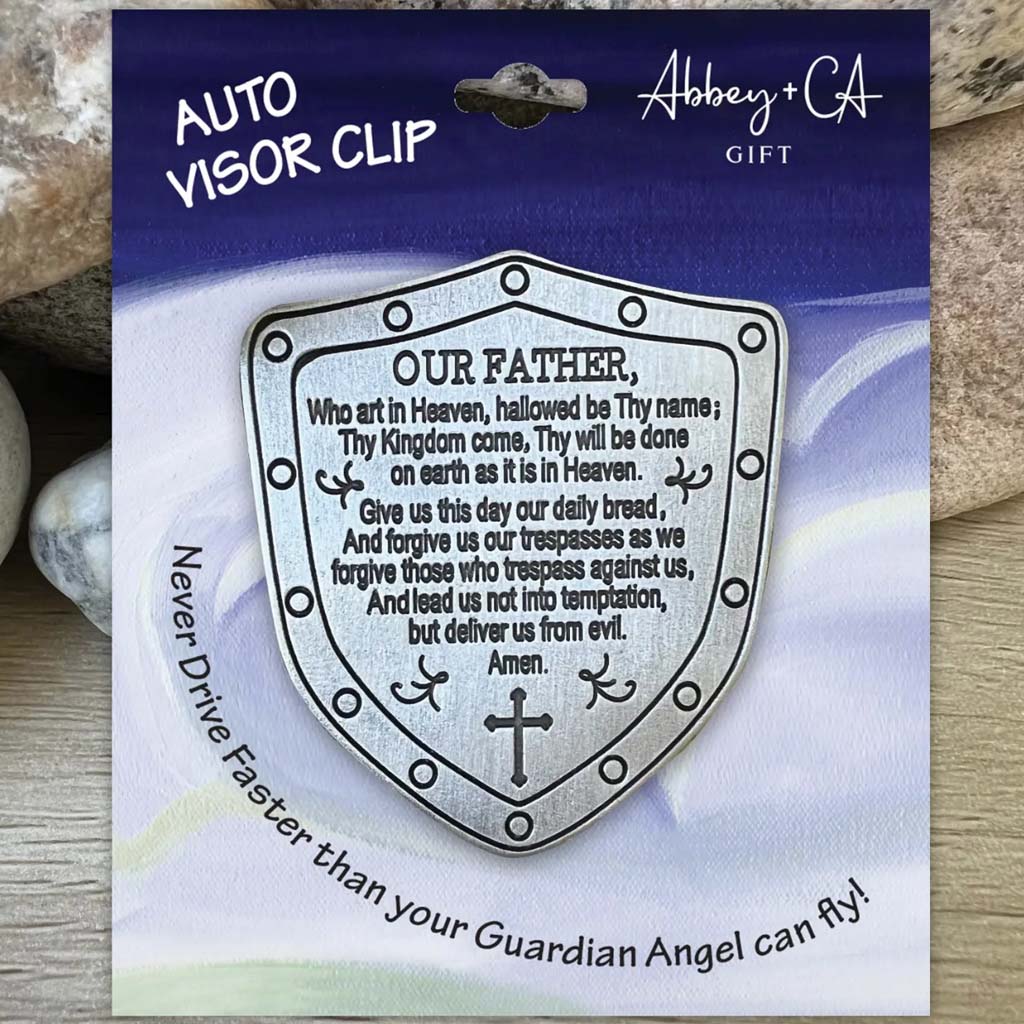 AUTO
VISOR CLIP
Abbey + CA
GIFT
OUR FATHER,
Who art in Heaven, hallowed be Thy name;
Thy Kingdom come, Thy will be done
on earth as it is in Heaven.
Give us this day our daily bread,
And forgive us our trespasses as we
forgive those who trespass against us,
And lead us not into temptation,
but deliver us from evil.
Amen.
Never Drive Faster than your Guardian Angel can fly!